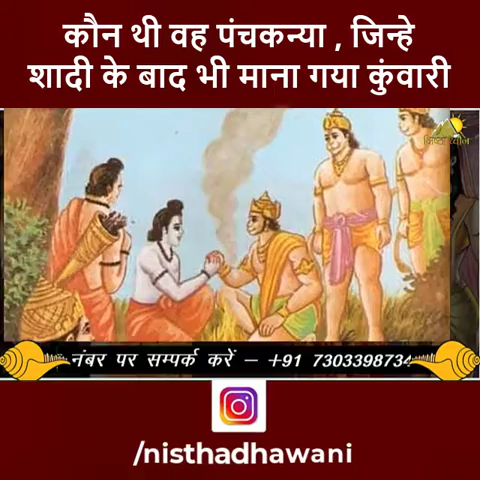 कौन थी वह पंचकन्या , जिन्हे
शादी के बाद भी माना गया कुंवारी
नंबर पर सम्पर्क करें – +91 7303398734
/nisthadhawani